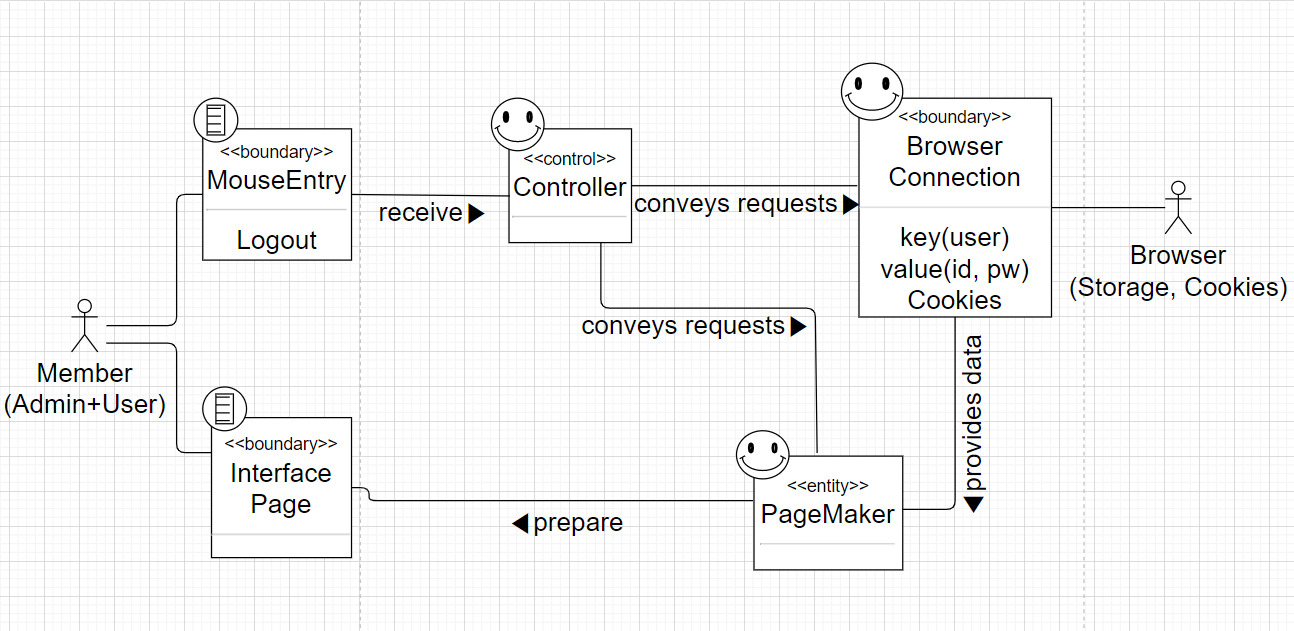 <<boundary>>
MouseEntry
Logout
receive
<<control>>
Controller
conveys requests
<<boundary>>
Browser
Connection
key(user)
value(id, pw)
Cookies
Browser
(Storage, Cookies)
conveys requests
provides data
Member
(Admin+User)
<<boundary>>
Interface
Page
prepare
<<entity>>
PageMaker